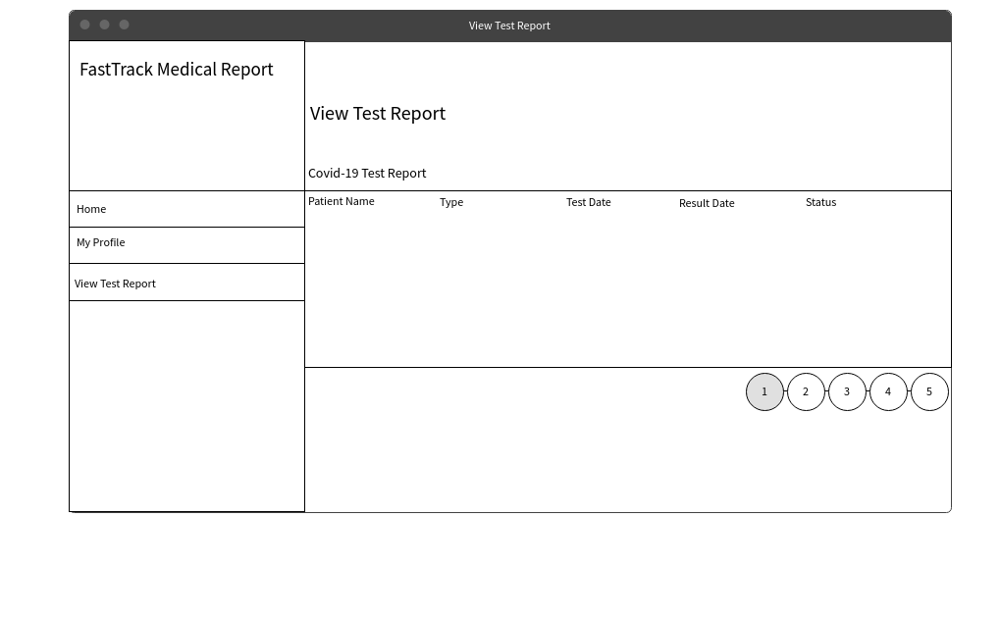 View Test Report
FastTrack Medical Report
View Test Report
Covid-19 Test Report
Patient Name Type Test Date Result Date Status
Home
My Profile
View Test Report
1 2 3 4 5